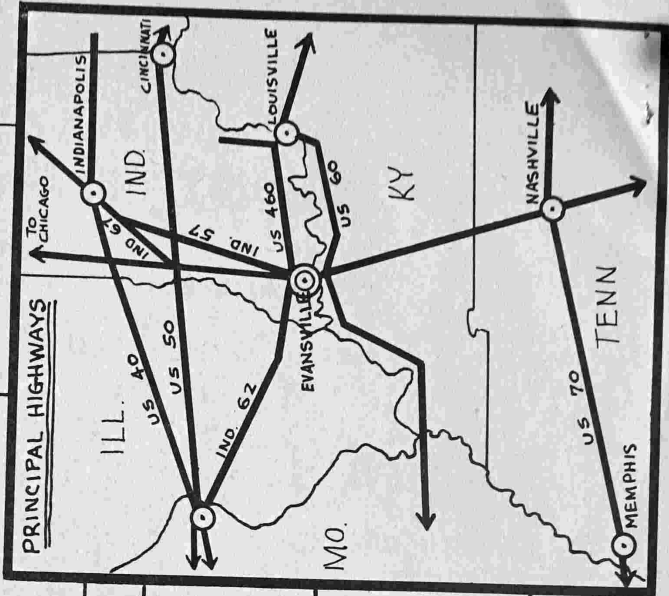 PRINCIPAL HIGHWAYS
TO
CHICAGO
INDIANAPOLIS
CINCINNATI
LOUISVILLE
ILL.
IND.
IND 67
IND. 57
US 40
US 50
IND. 62
US 460
US 60
EVANSVILLE
KY
MO.
NASHVILLE
TENN
US 70
MEMPHIS